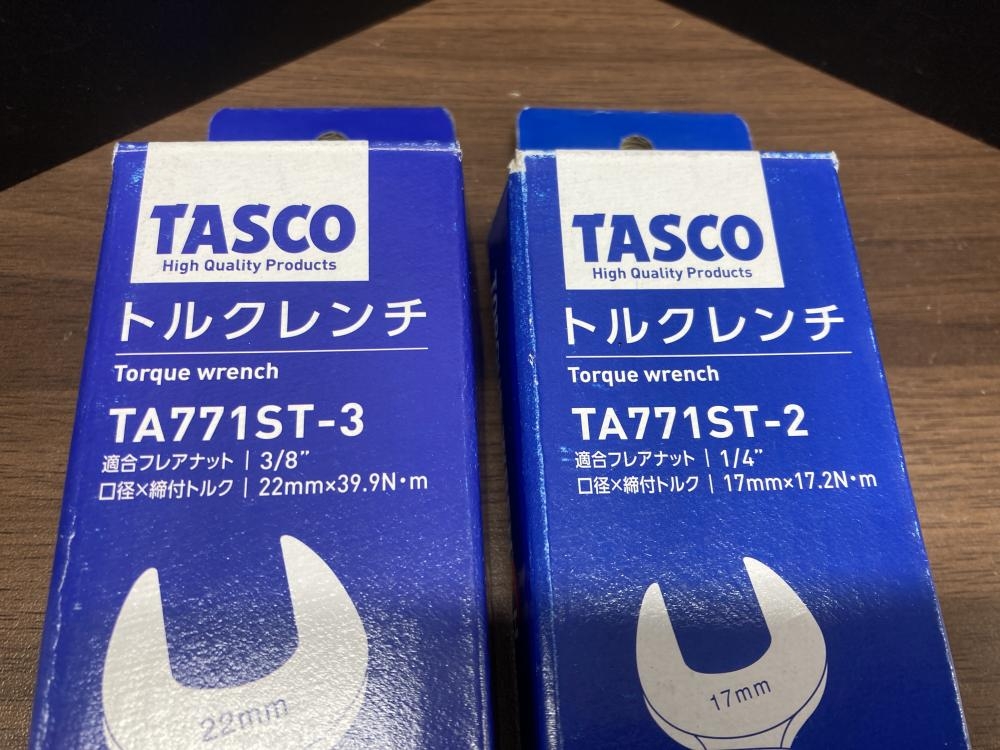 TASCO
High Quality Products
トルクレンチ
Torque wrench
TA771ST-3
適合フレアナット | 3/8”
口径×締付トルク | 22mm×39.9N・m
22mm
TASCO
High Quality Products
トルクレンチ
Torque wrench
TA771ST-2
適合フレアナット | 1/4”
口径×締付トルク | 17mm×17.2N・m
17mm